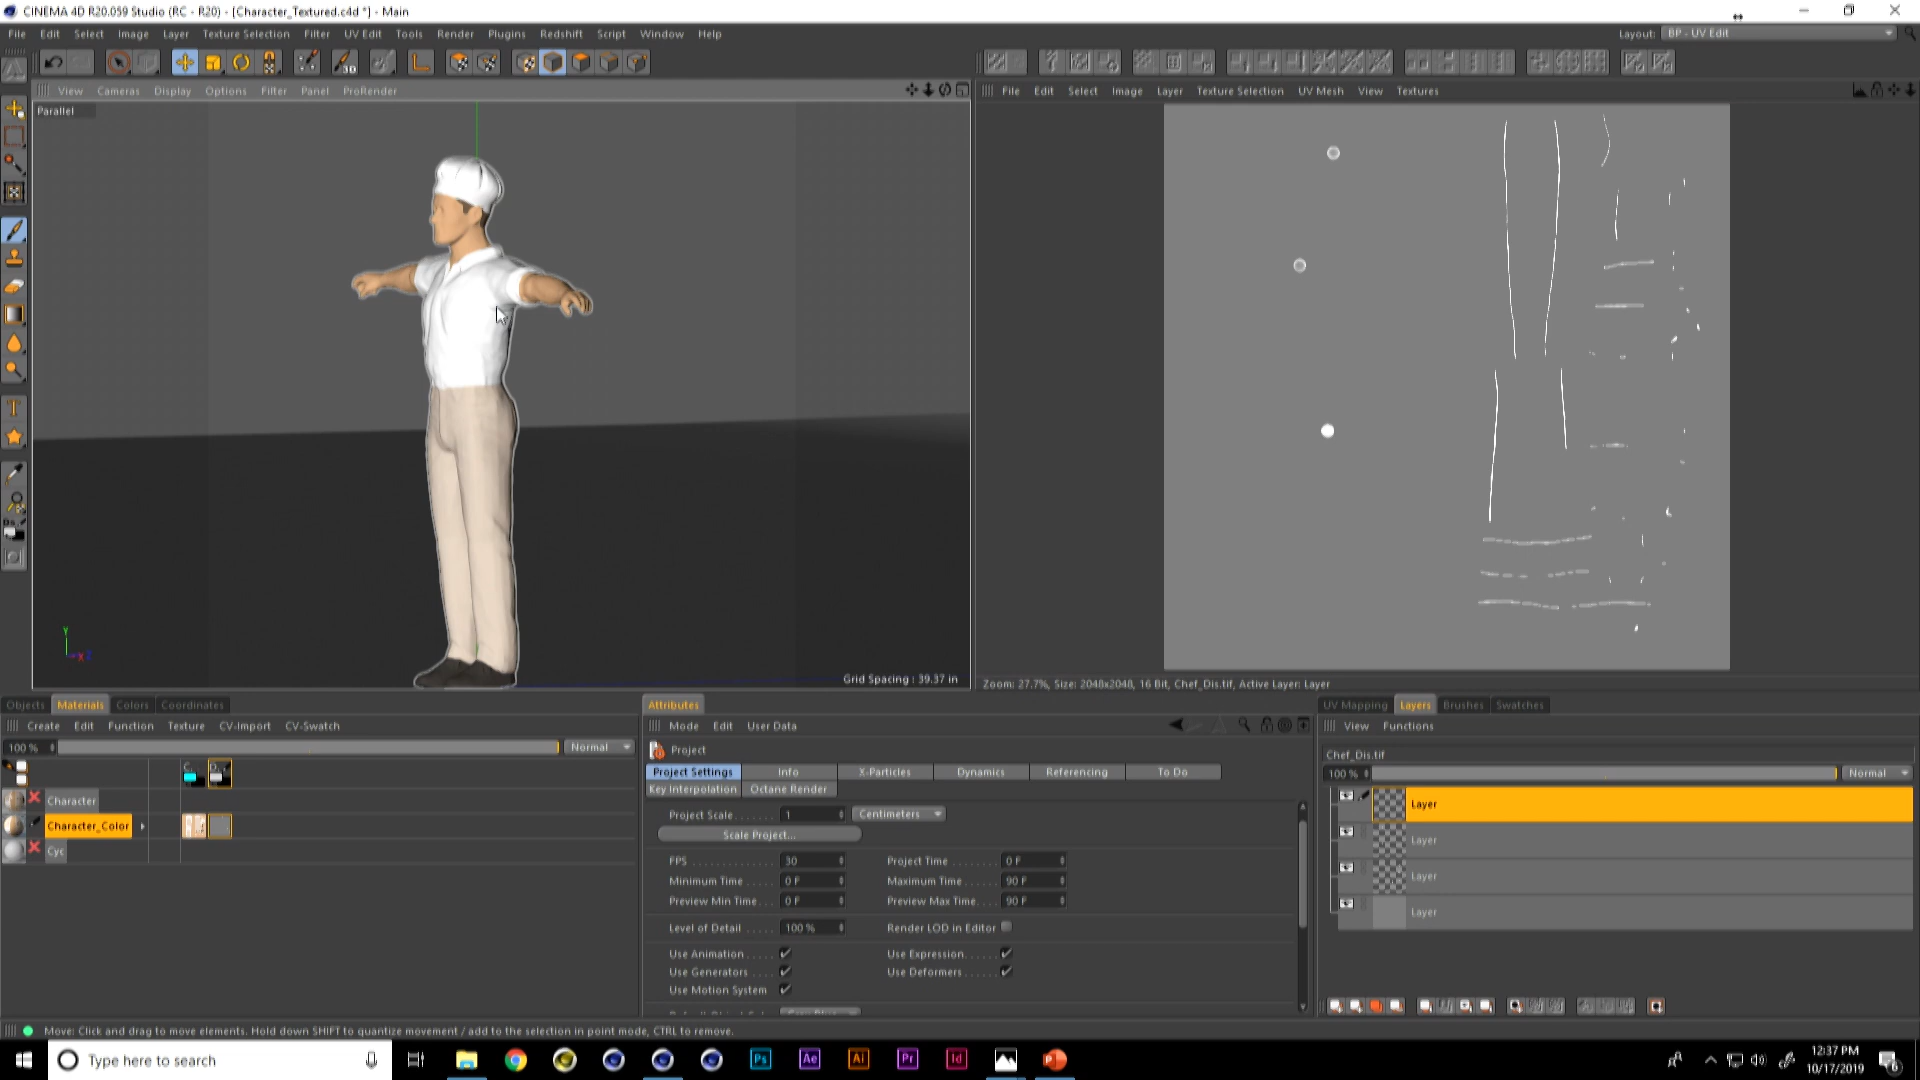 CINEMA 4D R20.059 Studio (RC - R20) - [Character_Textured.c4d *] - Main
File Edit Select Image Layer Texture Selection Filter UV Edit Tools Render Plugins Redshift Script Window Help
Layout: BP - UV Edit
View Cameras Display Options Filter Panel ProRender
File Edit Select Image Layer Texture Selection UV Mesh View Textures
Parallel
Y
X Z
Grid Spacing : 39.37 in
Zoom: 27.7%, Size: 2048x2048, 16 Bit, Chef_Dis.tif, Active Layer: Layer
Objects Materials Colors Coordinates
Create Edit Function Texture CV-Import CV-Swatch
100 % Normal
C. D.
Character
Character_Color
Cyc
Attributes
Mode Edit User Data
Project
Project Settings Info X-Particles Dynamics Referencing To Do
Key Interpolation Octane Render
Project Scale . . . . 1 Centimeters
Scale Project...
FPS 30 Project Time 0 F
Minimum Time 0 F Maximum Time 90 F
Preview Min Time 0 F Preview Max Time 90 F
Level of Detail 100 % Render LOD in Editor
Use Animation Use Expression
Use Generators Use Deformers
Use Motion System
UV Mapping Layers Brushes Swatches
View Functions
Chef_Dis.tif
100 % Normal
Layer
Layer
Layer
Layer
Move: Click and drag to move elements. Hold down SHIFT to quantize movement / add to the selection in point mode, CTRL to remove.
Type here to search
Ps Ae Ai Pr Id
12:37 PM
10/17/2019
6